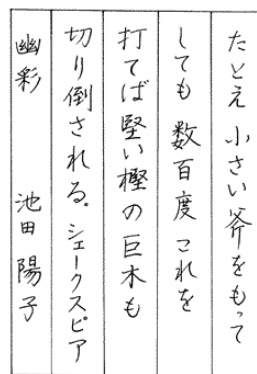 たとえ 小さい斧をもって
しても 数百度これを
打てば堅い樫の巨木も
切り倒される。シェークスピア
幽彩 池田陽子